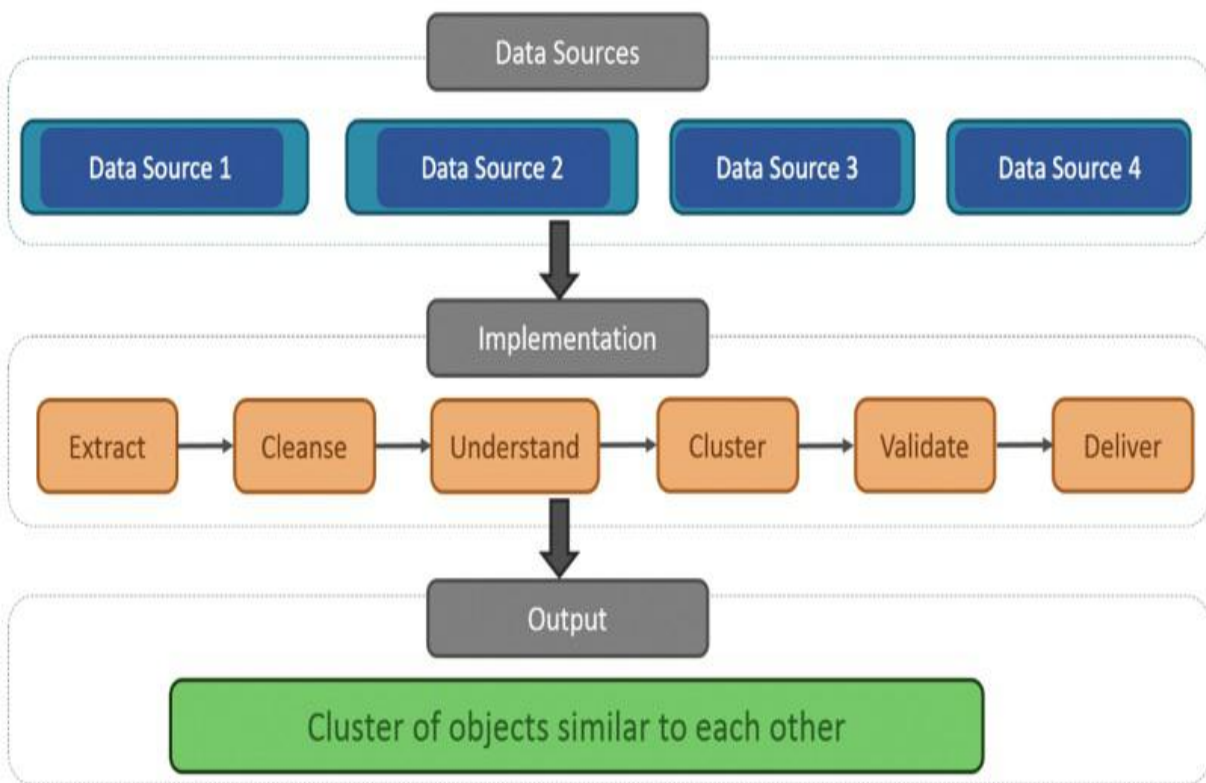 Data Sources
Data Source 1
Data Source 2
Data Source 3
Data Source 4
Implementation
Extract
Cleanse
Understand
Cluster
Validate
Deliver
Output
Cluster of objects similar to each other